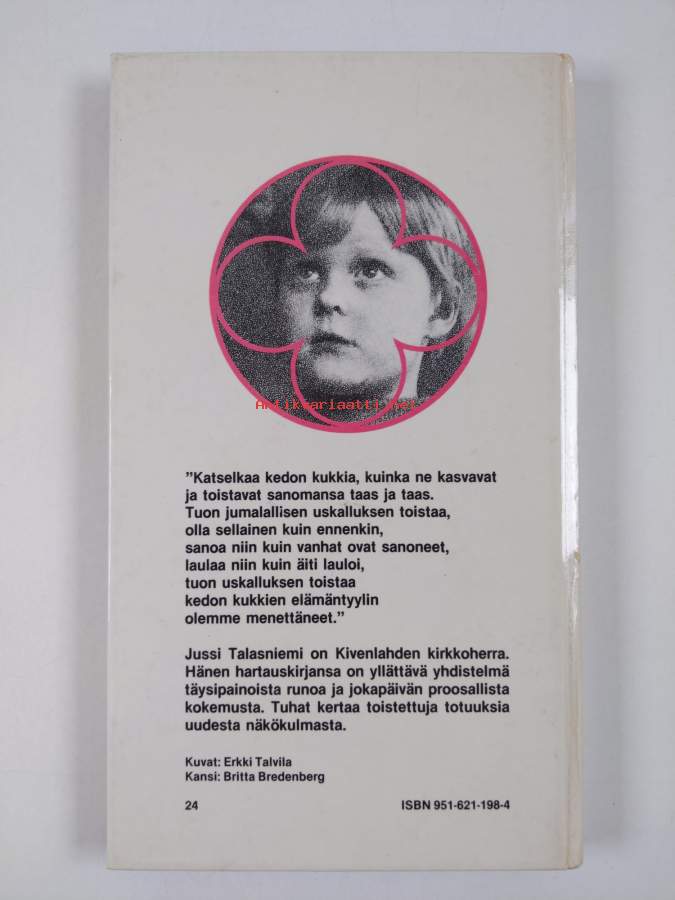 Antikvariaatti.net
”Katselkaa kedon kukkia, kuinka ne kasvavat
ja toistavat sanomansa taas ja taas.
Tuon jumalallisen uskalluksen toistaa,
olla sellainen kuin ennenkin,
sanoa niin kuin vanhat ovat sanoneet,
laulaa niin kuin äiti lauloi,
tuon uskalluksen toistaa
kedon kukkien elämäntyylin
olemme menettäneet.”
Jussi Talasniemi on Kivenlahden kirkkoherra.
Hänen hartauskirjansa on yllättävä yhdistelmä
täysipainoista runoa ja jokapäivän proosallista
kokemusta. Tuhat kertaa toistettuja totuuksia
uudesta näkökulmasta.
Kuvat: Erkki Talvila
Kansi: Britta Bredenberg
24 ISBN 951-621-198-4